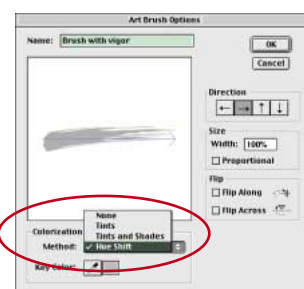 Art Brush Options
Name: Brush with vigor
OK
Cancel
Direction
Size
Width: 100%
Proportional
Flip
Flip Along
Flip Across
Colorization
None
Tints
Tints and Shades
Method: Hue Shift
Key Color: